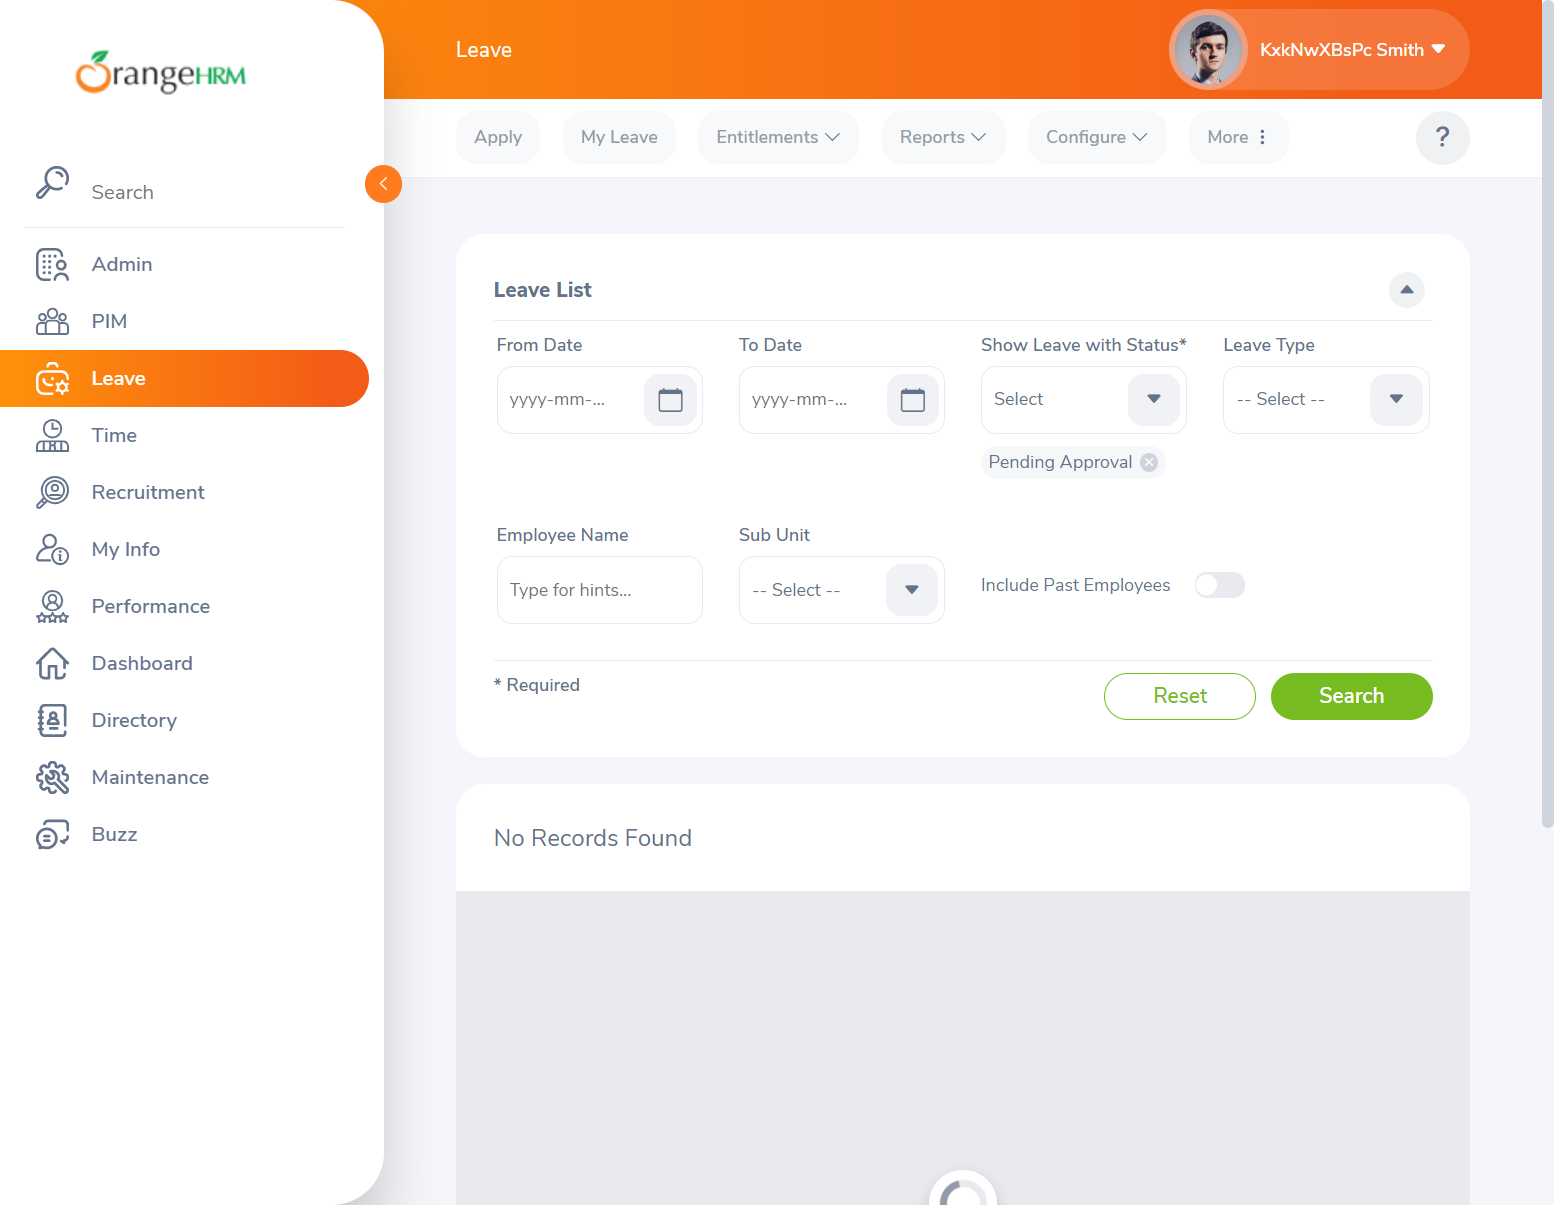 OrangeHRM
Search
Admin
PIM
Leave
Time
Recruitment
My Info
Performance
Dashboard
Directory
Maintenance
Buzz
Leave
KxkNwXBsPc Smith
Apply
My Leave
Entitlements
Reports
Configure
More
?
Leave List
From Date
To Date
Show Leave with Status*
Leave Type
yyyy-mm-...
yyyy-mm-...
Select
-- Select --
Pending Approval
Employee Name
Sub Unit
Type for hints...
-- Select --
Include Past Employees
* Required
Reset
Search
No Records Found